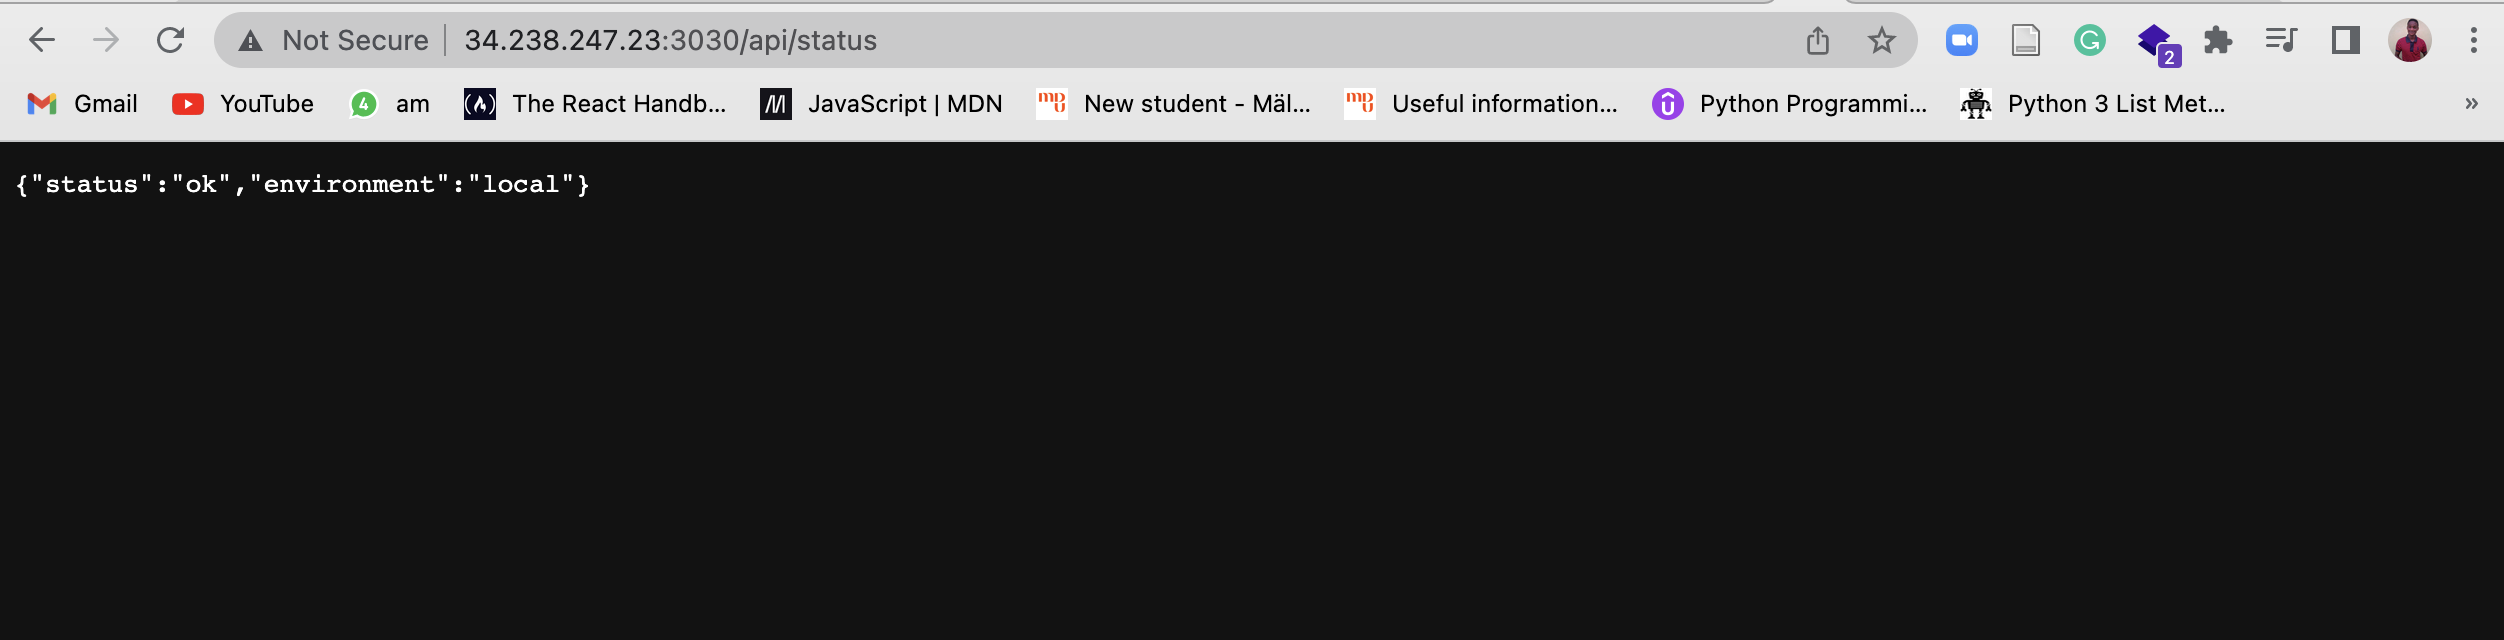 Not Secure 34.238.247.23:3030/api/status
2
Gmail YouTube 4 am The React Handb... JavaScript | MDN New student - Mäl... Useful information... Python Programmi... Python 3 List Met... »
{"status":"ok","environment":"local"}